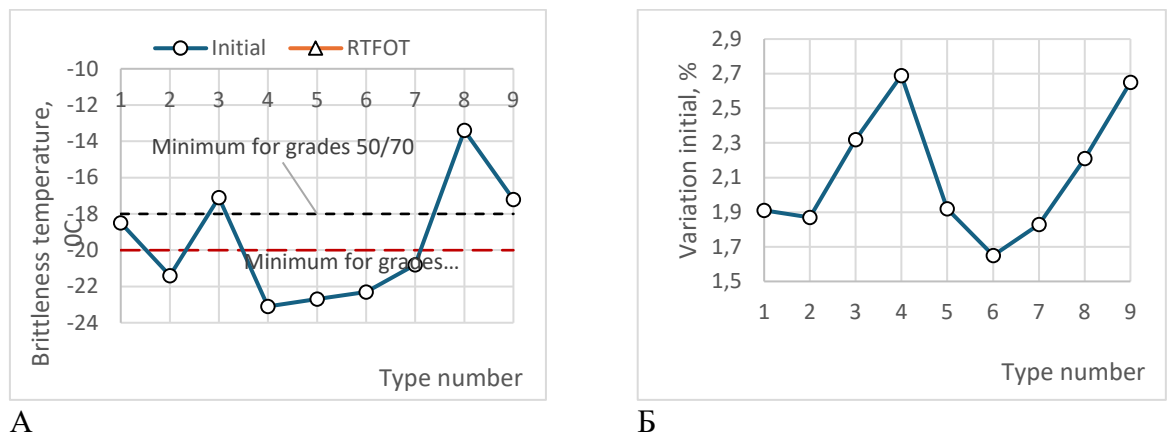 Initial RTFOT
-10
1 2 3 4 5 6 7 8 9
-12
-14
Minimum for grades 50/70
-16
-18
-20
Minimum for grades...
-22
-24
Brittleness temperature,
0C
Type number
A
2,9
2,7
2,5
2,3
2,1
1,9
1,7
1,5
Variation initial, %
1 2 3 4 5 6 7 8 9
Type number
Б